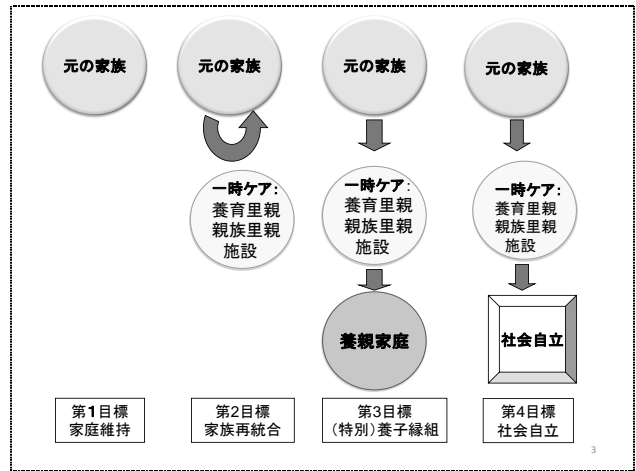 元の家族
元の家族
元の家族
元の家族
一時ケア:
養育里親
親族里親
施設
一時ケア:
養育里親
親族里親
施設
一時ケア:
養育里親
親族里親
施設
養親家庭
社会自立
第1目標
家庭維持
第2目標
家族再統合
第3目標
(特別)養子縁組
第4目標
社会自立
3